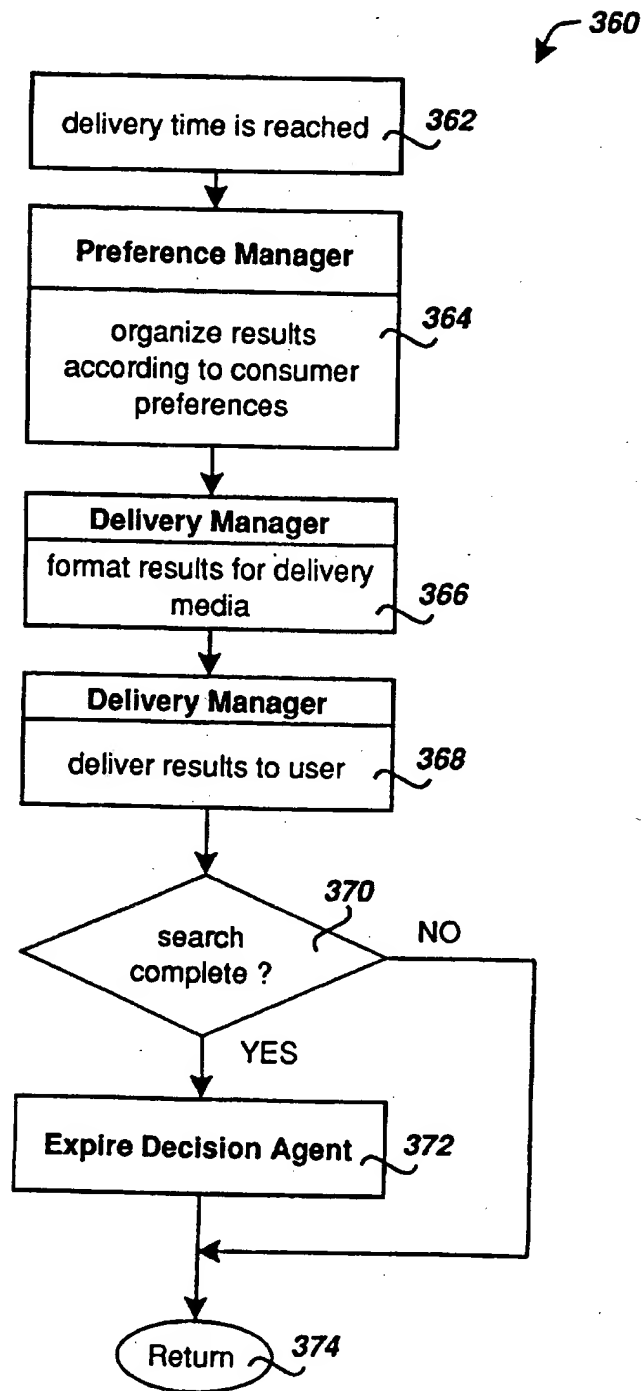 360
delivery time is reached
362
Preference Manager
organize results
according to consumer
preferences
364
Delivery Manager
format results for delivery
media
366
Delivery Manager
deliver results to user
368
370
search
complete ?
NO
YES
Expire Decision Agent
372
Return
374